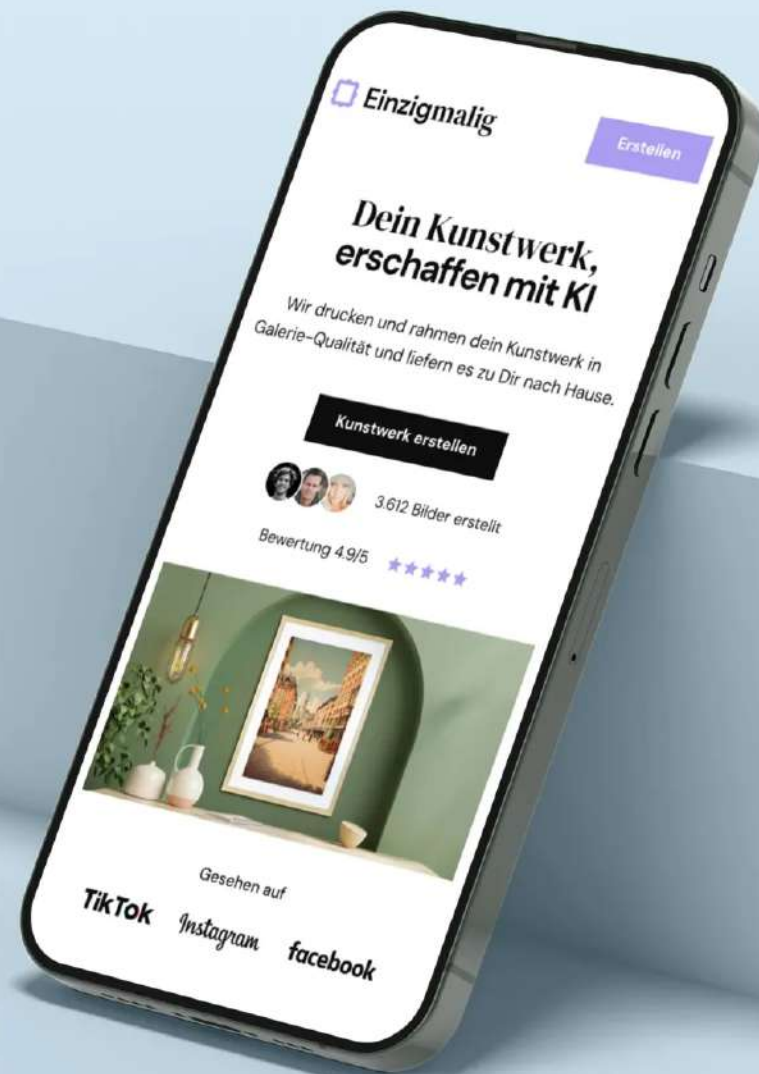 Einzigmalig
Erstellen
Dein Kunstwerk,
erschaffen mit KI
Wir drucken und rahmen dein Kunstwerk in
Galerie-Qualität und liefern es zu Dir nach Hause.
Kunstwerk erstellen
3.612 Bilder erstellt
Bewertung 4.9/5
Gesehen auf
TikTok Instagram facebook